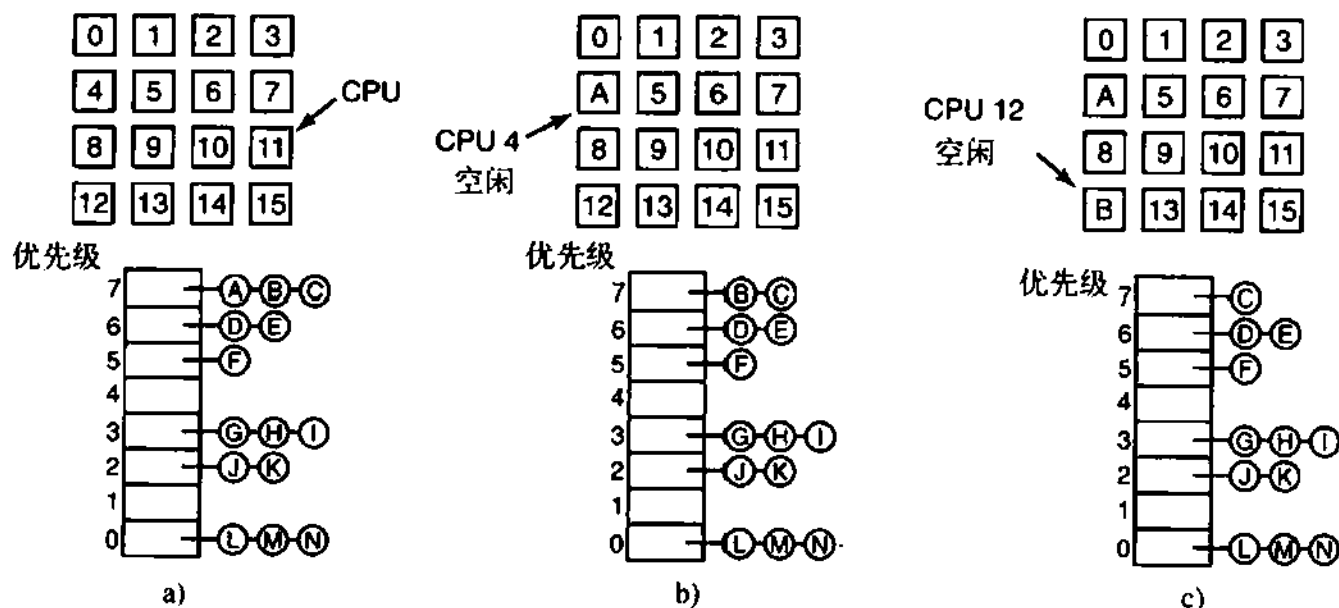 0 1 2 3
4 5 6 7
CPU
8 9 10 11
12 13 14 15
优先级
7 A B C
6 D E
5 F
4
3 G H I
2 J K
1
0 L M N
a)
0 1 2 3
A 5 6 7
CPU 4
空闲
8 9 10 11
12 13 14 15
优先级
7 B C
6 D E
5 F
4
3 G H I
2 J K
1
0 L M N
b)
0 1 2 3
A 5 6 7
CPU 12
空闲
8 9 10 11
B 13 14 15
优先级
7 C
6 D E
5 F
4
3 G H I
2 J K
1
0 L M N
c)